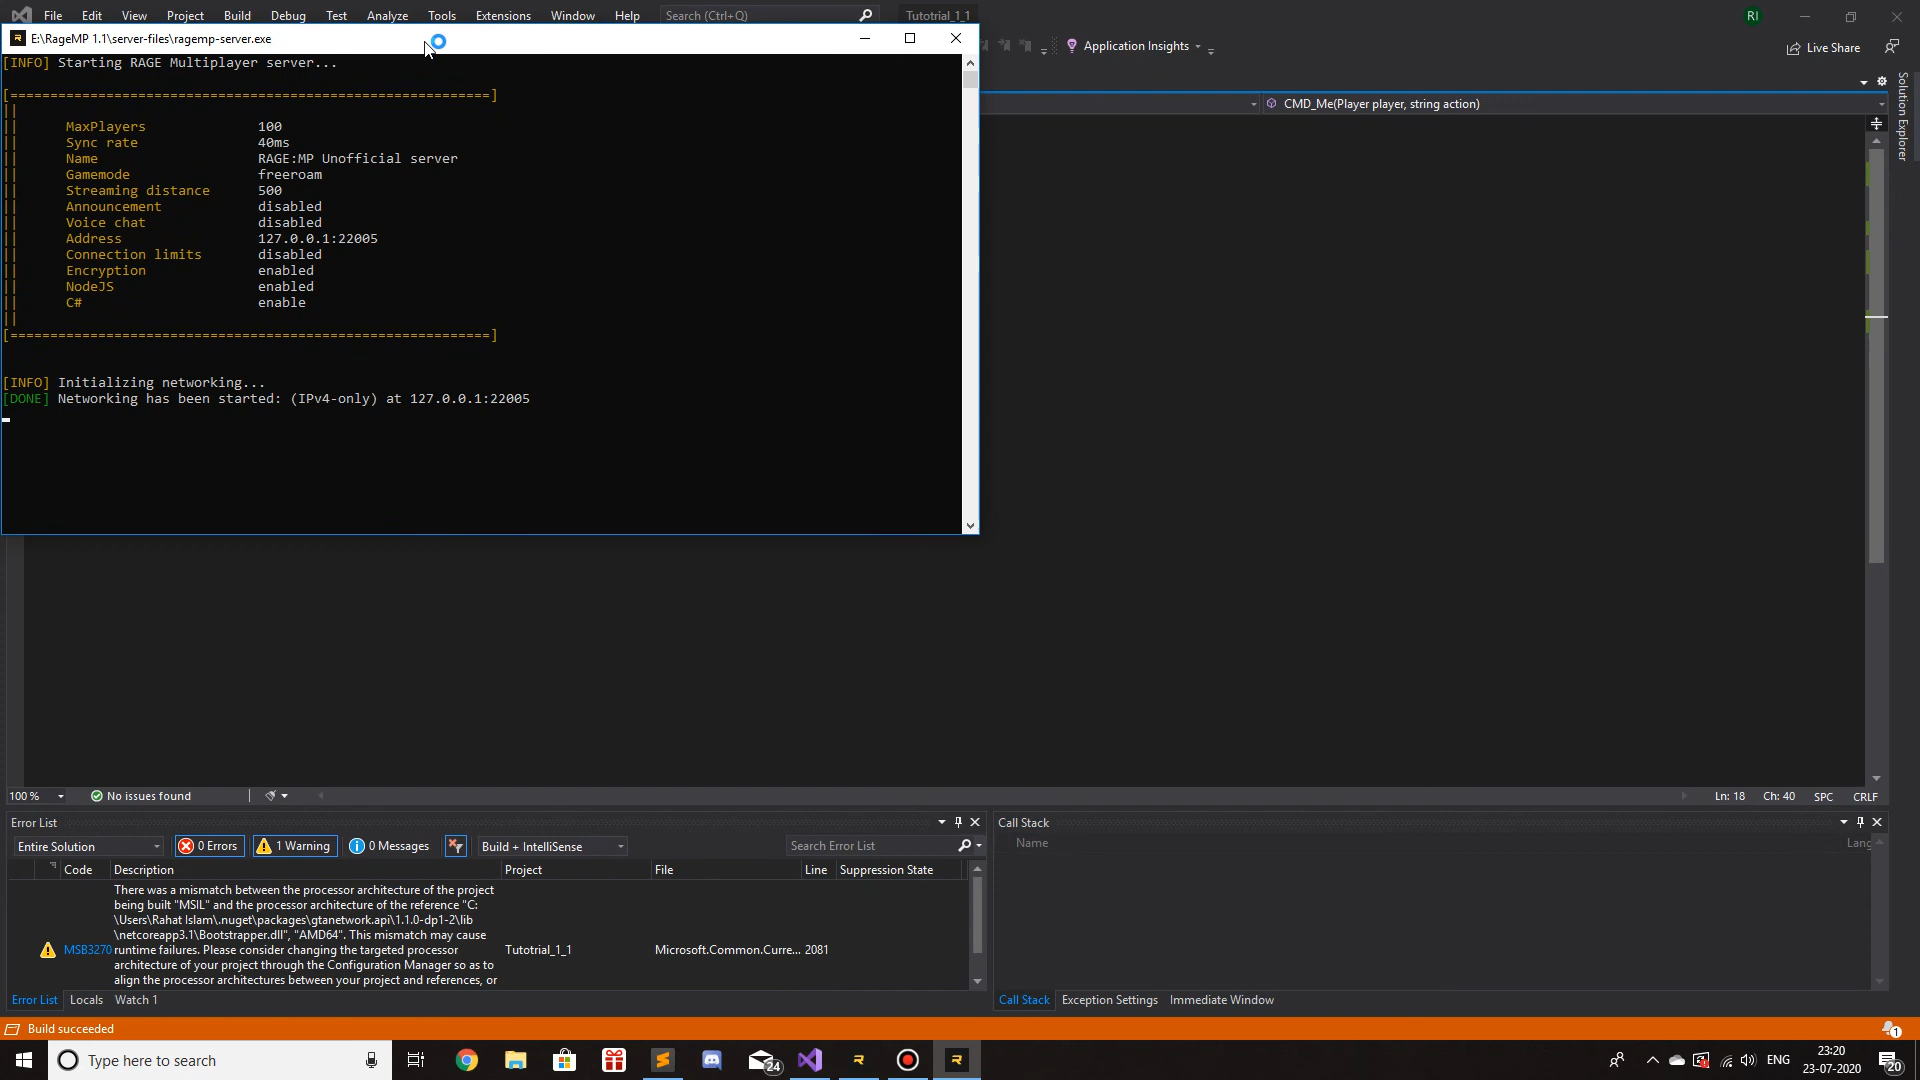 File Edit View Project Build Debug Test Analyze Tools Extensions Window Help Search (Ctrl+Q) Tutorial_1_1 RI
E:\RageMP 1.1\server-files\ragemp-server.exe
Application Insights
Live Share
[INFO] Starting RAGE Multiplayer server...
[============================================================]
||
|| MaxPlayers 100
|| Sync rate 40ms
|| Name RAGE:MP Unofficial server
|| Gamemode freeroam
|| Streaming distance 500
|| Announcement disabled
|| Voice chat disabled
|| Address 127.0.0.1:22005
|| Connection limits disabled
|| Encryption enabled
|| NodeJS enabled
|| C# enable
||
[============================================================]
[INFO] Initializing networking...
[DONE] Networking has been started: (IPv4-only) at 127.0.0.1:22005
CMD_Me(Player player, string action)
Solution Explorer
100 % No issues found Ln: 18 Ch: 40 SPC CRLF
Error List
Entire Solution 0 Errors 1 Warning 0 Messages Build + IntelliSense Search Error List
Code Description Project File Line Suppression State
There was a mismatch between the processor architecture of the project
being built "MSIL" and the processor architecture of the reference "C:
\Users\Rahat Islam\.nuget\packages\gtanetwork.api\1.1.0-dp1-2\lib
\netcoreapp3.1\Bootstrapper.dll", "AMD64". This mismatch may cause
MSB3270 runtime failures. Please consider changing the targeted processor Tutorial_1_1 Microsoft.Common.Curre... 2081
architecture of your project through the Configuration Manager so as to
align the processor architectures between your project and references, or
Error List Locals Watch 1
Call Stack
Name Lang
Call Stack Exception Settings Immediate Window
Build succeeded 1
Type here to search 24 ENG 23:20
23-07-2020 20